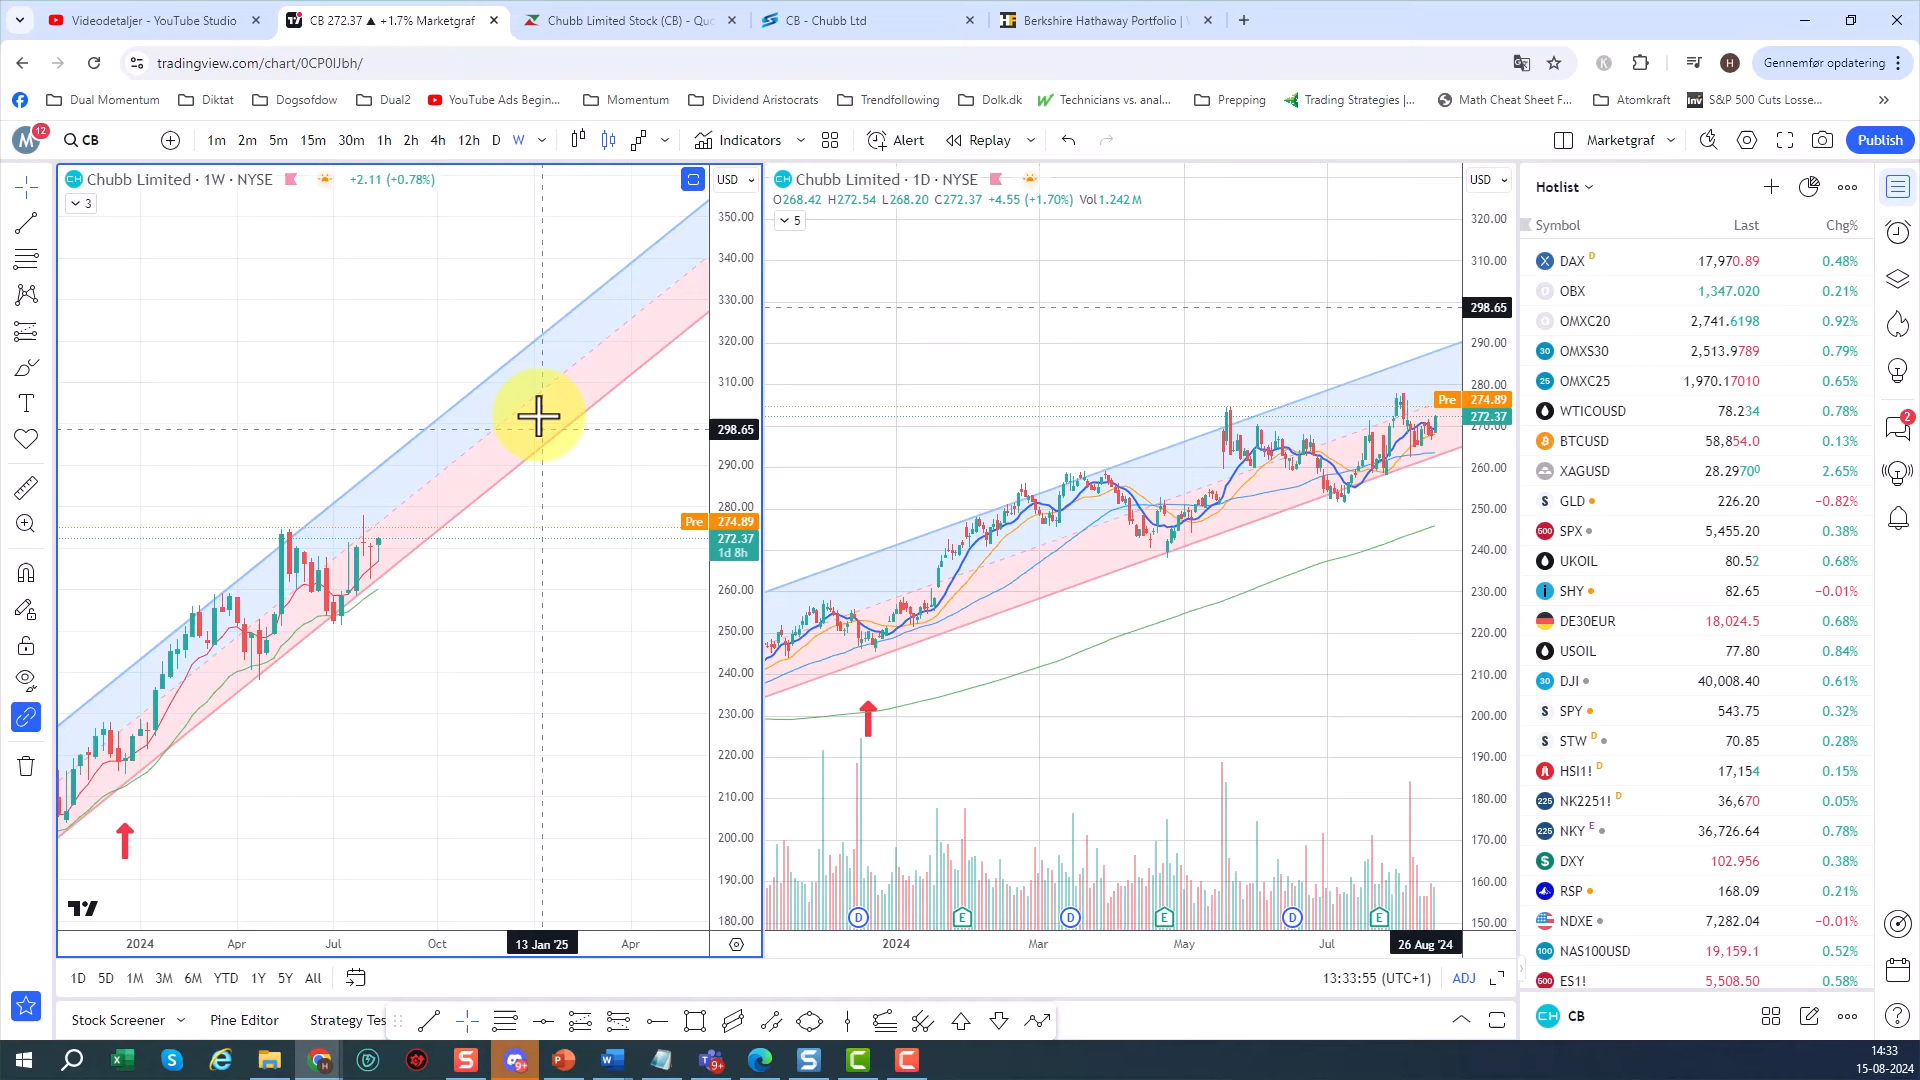 Videodetaljer - YouTube Studio
CB 272.37 ▲ +1.7% Marketgraf
Chubb Limited Stock (CB) - Quo
CB - Chubb Ltd
Berkshire Hathaway Portfolio |
tradingview.com/chart/0CP0IJbh/
H
Gennemfør opdatering
Dual Momentum
Diktat
Dogsofdow
Dual2
YouTube Ads Begin...
Momentum
Dividend Aristocrats
Trendfollowing
Dolk.dk
Technicians vs. anal...
Prepping
Trading Strategies |...
Math Cheat Sheet F...
Atomkraft
S&P 500 Cuts Losse...
M 12
CB
1m 2m 5m 15m 30m 1h 2h 4h 12h D W
Indicators
Alert
Replay
Marketgraf
Publish
Chubb Limited · 1W · NYSE +2.11 (+0.78%)
3
USD
350.00
340.00
330.00
320.00
310.00
298.65
290.00
280.00
Pre 274.89
272.37
1d 8h
260.00
250.00
240.00
230.00
220.00
210.00
200.00
190.00
180.00
2024 Apr Jul Oct 13 Jan '25 Apr
Chubb Limited · 1D · NYSE
O268.42 H272.54 L268.20 C272.37 +4.55 (+1.70%) Vol1.242 M
5
USD
320.00
310.00
298.65
290.00
280.00
Pre 274.89
272.37
270.00
260.00
250.00
240.00
230.00
220.00
210.00
200.00
190.00
180.00
170.00
160.00
150.00
D E D E D E
2024 Mar May Jul 26 Aug '24
1D 5D 1M 3M 6M YTD 1Y 5Y All
13:33:55 (UTC+1) ADJ
Stock Screener
Pine Editor
Strategy Tes
Hotlist
Symbol Last Chg%
DAX D 17,970.89 0.48%
OBX 1,347.020 0.21%
OMXC20 2,741.6198 0.92%
30 OMXS30 2,513.9789 0.79%
25 OMXC25 1,970.17010 0.65%
WTICOUSD 78.234 0.78%
BTCUSD 58,854.0 0.13%
XAGUSD 28.2970⁰ 2.65%
S GLD 226.20 −0.82%
500 SPX 5,455.20 0.38%
UKOIL 80.52 0.68%
SHY 82.65 −0.01%
DE30EUR 18,024.5 0.68%
USOIL 77.80 0.84%
30 DJI 40,008.40 0.61%
S SPY 543.75 0.32%
S STW D 70.85 0.28%
HSI1! D 17,154 0.15%
225 NK2251! D 36,670 0.05%
225 NKY E 36,726.64 0.78%
DXY 102.956 0.38%
RSP 168.09 0.21%
NDXE 7,282.04 −0.01%
100 NAS100USD 19,159.1 0.52%
500 ES1! 5,508.50 0.58%
CB
2
14:33
15-08-2024